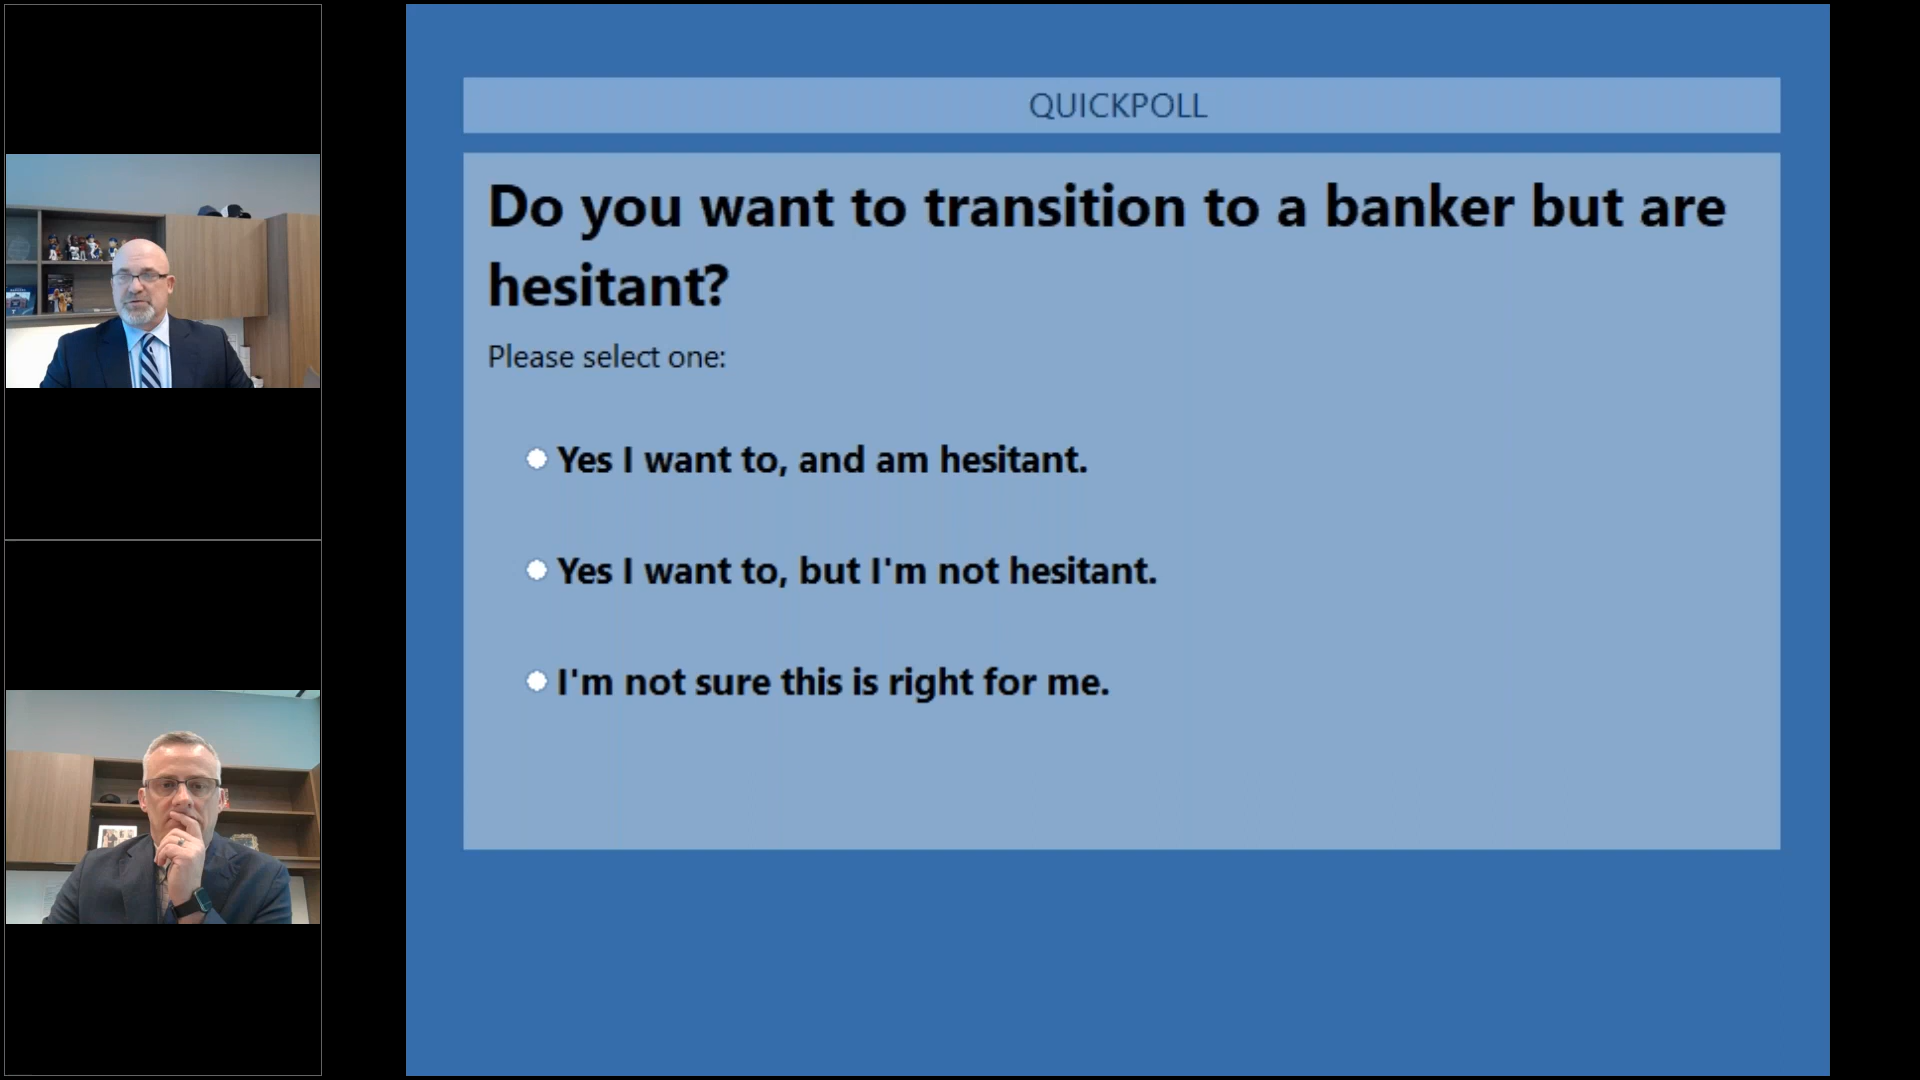 QUICKPOLL
Do you want to transition to a banker but are
hesitant?
Please select one:
Yes I want to, and am hesitant.
Yes I want to, but I'm not hesitant.
I'm not sure this is right for me.